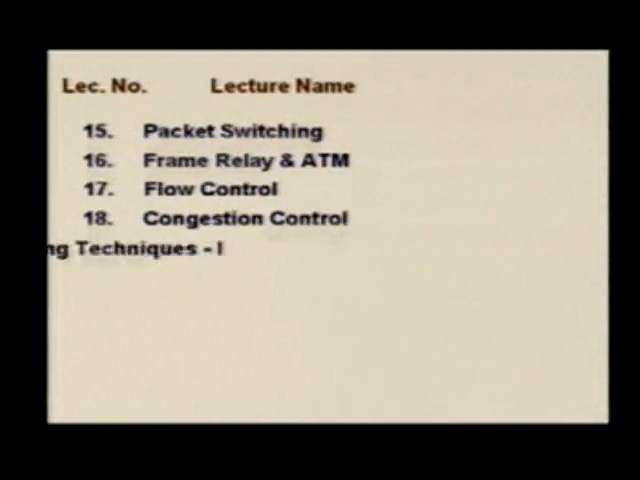 Lec. No. Lecture Name
15. Packet Switching
16. Frame Relay & ATM
17. Flow Control
18. Congestion Control
ng Techniques - I